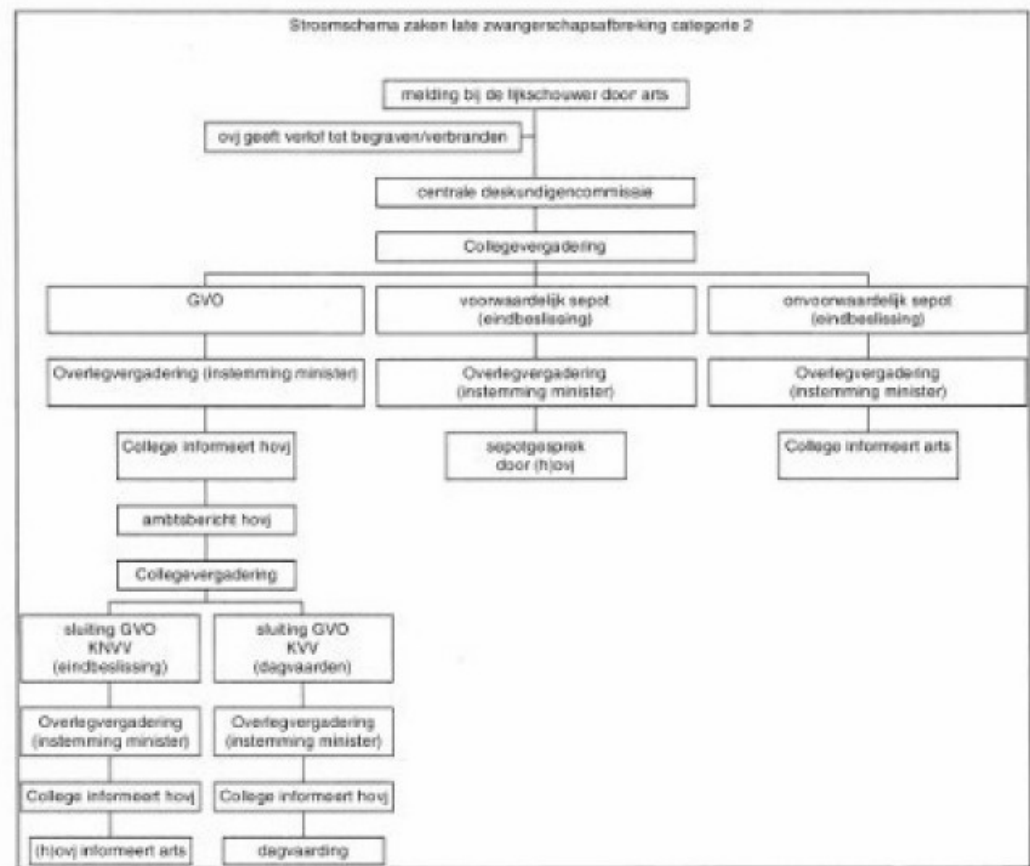 Stroomschema zaken late zwangerschapsafbreking categorie 2
melding bij de lijkschouwer door arts
ovj geeft verlof tot begraven/verbranden
centrale deskundigencommissie
Collegevergadering
GVO
voorwaardelijk sepot
(eindbeslissing)
onvoorwaardelijk sepot
(eindbeslissing)
Overlegvergadering (instemming minister)
Overlegvergadering
(instemming minister)
Overlegvergadering
(instemming minister)
College informeert hovj
sepotgesprek
door (h)ovj
College informeert arts
ambtsbericht hovj
Collegevergadering
sluiting GVO
KNVV
(eindbeslissing)
sluiting GVO
KVV
(dagvaarden)
Overlegvergadering
(instemming minister)
Overlegvergadering
(instemming minister)
College informeert hovj
College informeert hovj
(h)ovj informeert arts
dagvaarding